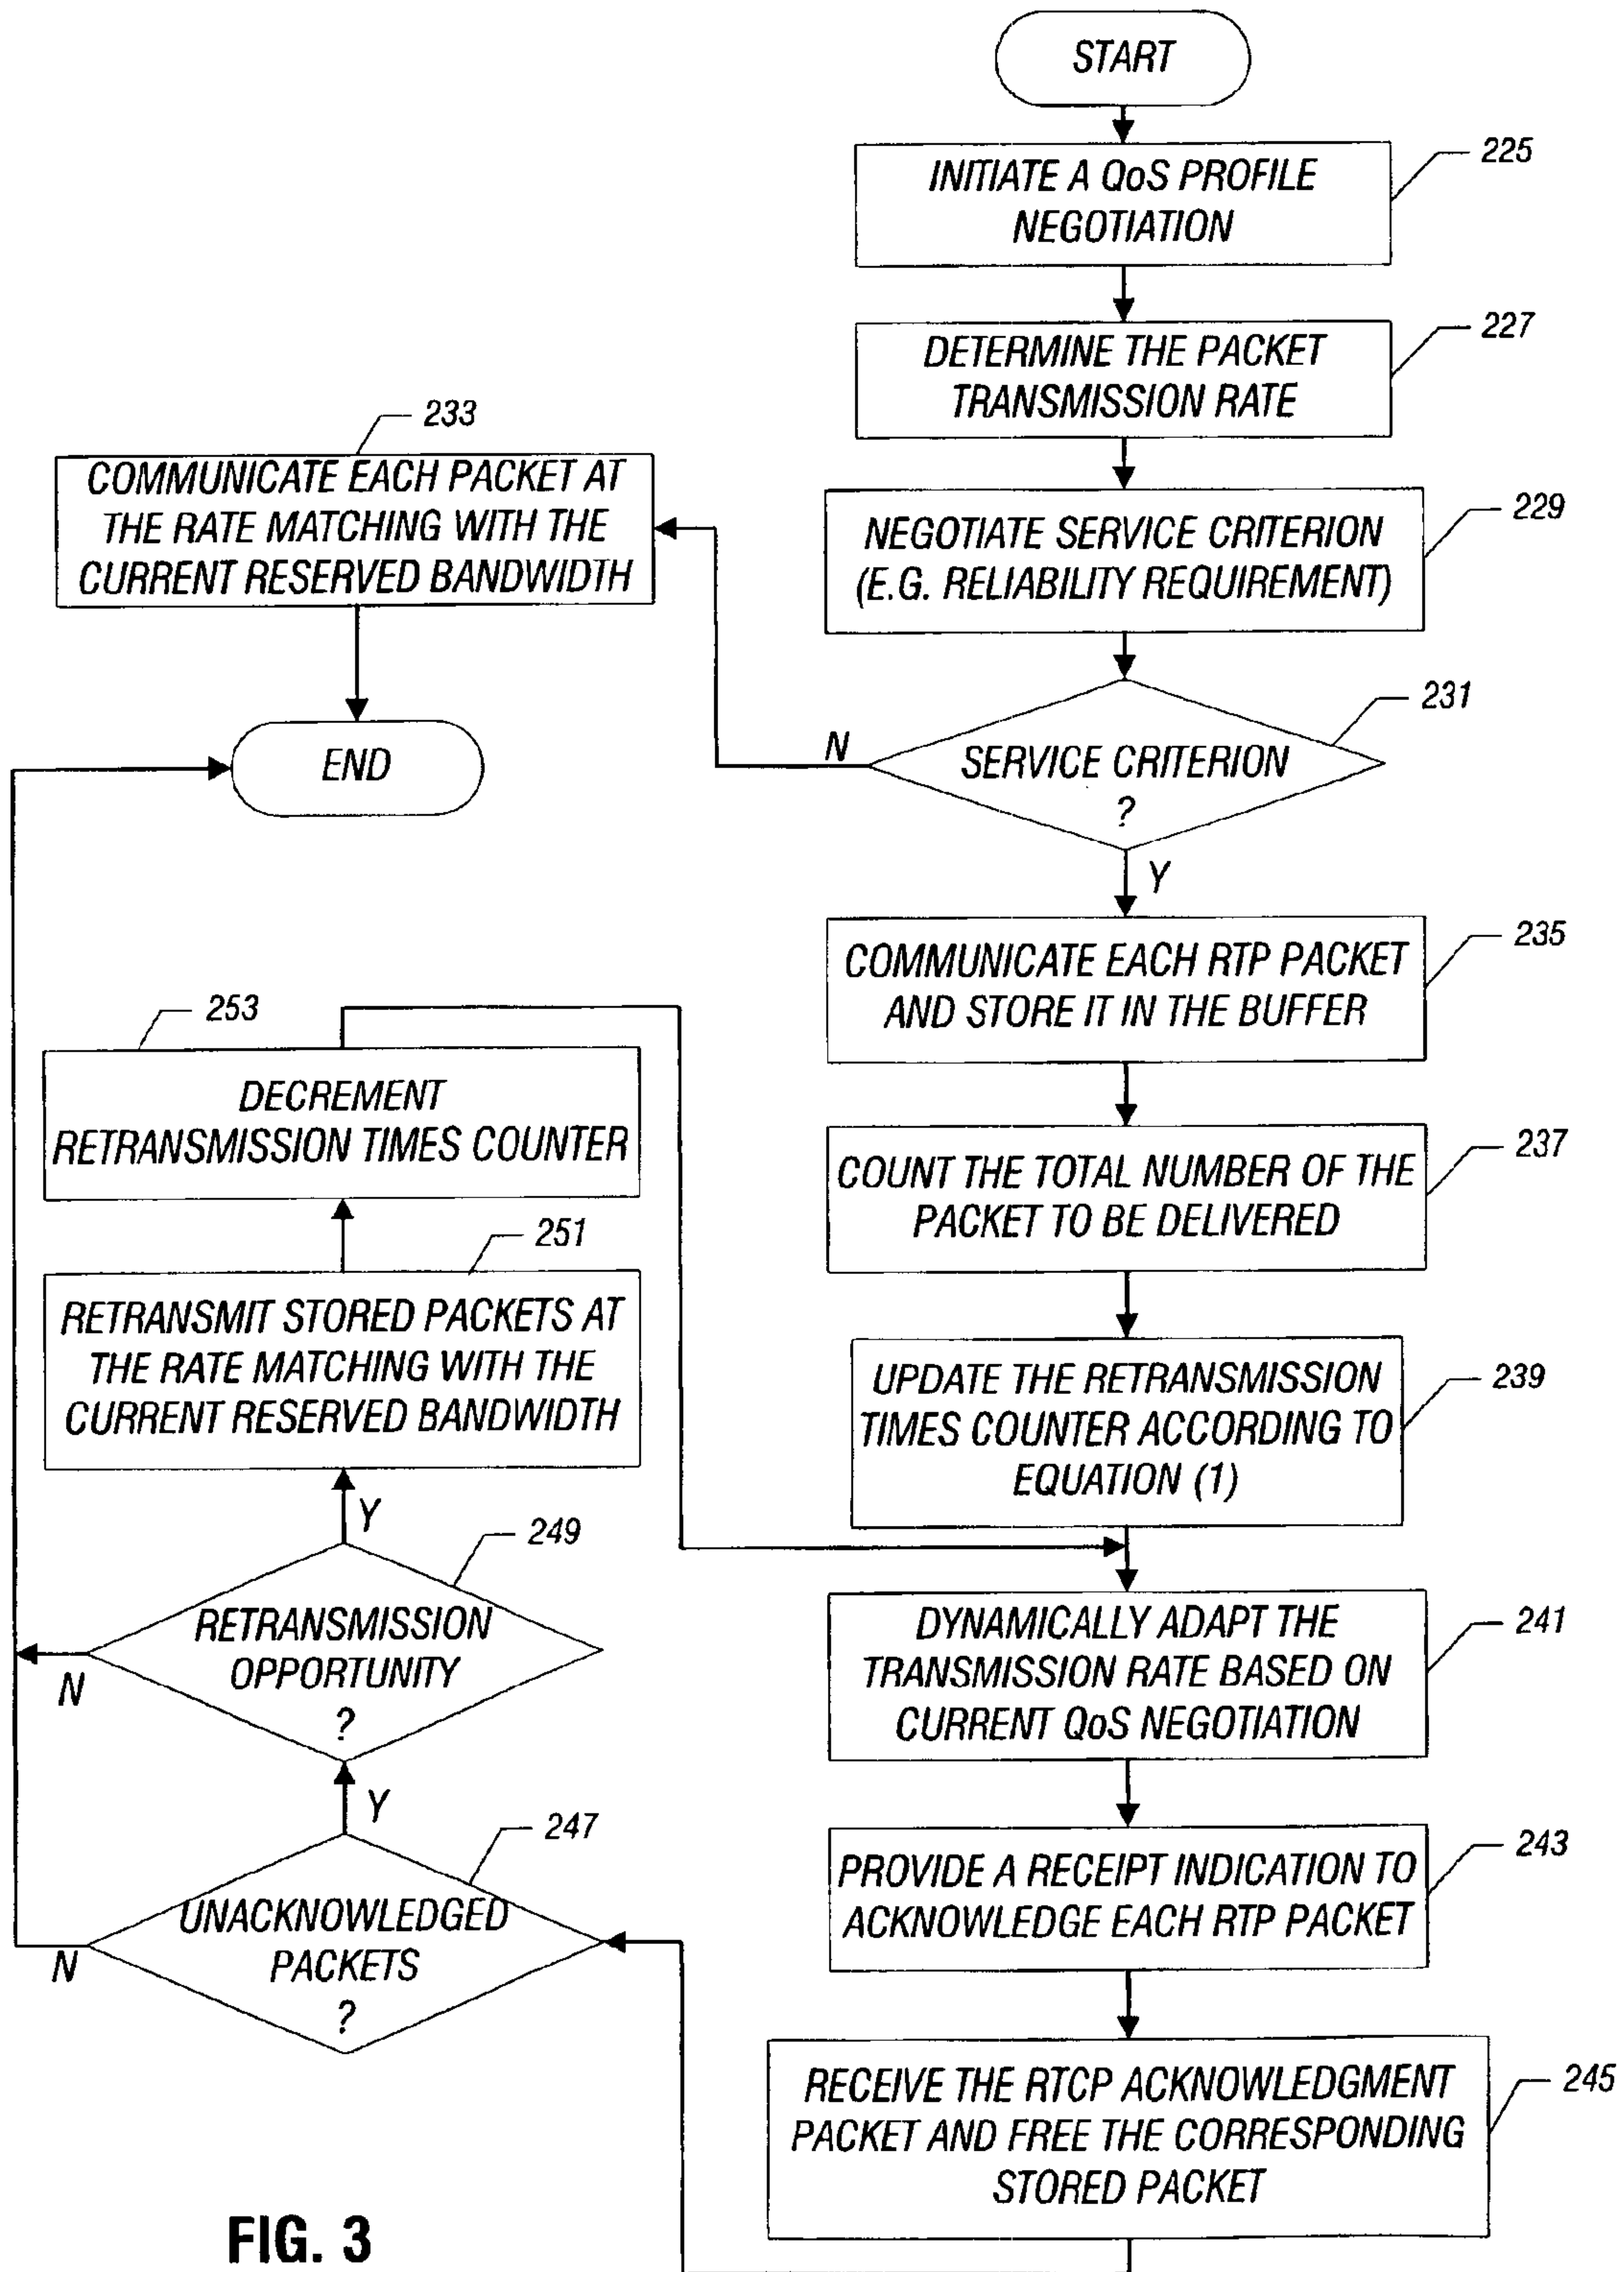 START
225
INITIATE A QoS PROFILE
NEGOTIATION
227
DETERMINE THE PACKET
TRANSMISSION RATE
229
NEGOTIATE SERVICE CRITERION
(E.G. RELIABILITY REQUIREMENT)
231
SERVICE CRITERION
?
N
Y
233
COMMUNICATE EACH PACKET AT
THE RATE MATCHING WITH THE
CURRENT RESERVED BANDWIDTH
END
235
COMMUNICATE EACH RTP PACKET
AND STORE IT IN THE BUFFER
237
COUNT THE TOTAL NUMBER OF THE
PACKET TO BE DELIVERED
239
UPDATE THE RETRANSMISSION
TIMES COUNTER ACCORDING TO
EQUATION (1)
241
DYNAMICALLY ADAPT THE
TRANSMISSION RATE BASED ON
CURRENT QoS NEGOTIATION
243
PROVIDE A RECEIPT INDICATION TO
ACKNOWLEDGE EACH RTP PACKET
245
RECEIVE THE RTCP ACKNOWLEDGMENT
PACKET AND FREE THE CORRESPONDING
STORED PACKET
247
UNACKNOWLEDGED
PACKETS
?
N
Y
249
RETRANSMISSION
OPPORTUNITY
?
N
Y
251
RETRANSMIT STORED PACKETS AT
THE RATE MATCHING WITH THE
CURRENT RESERVED BANDWIDTH
253
DECREMENT
RETRANSMISSION TIMES COUNTER
FIG. 3